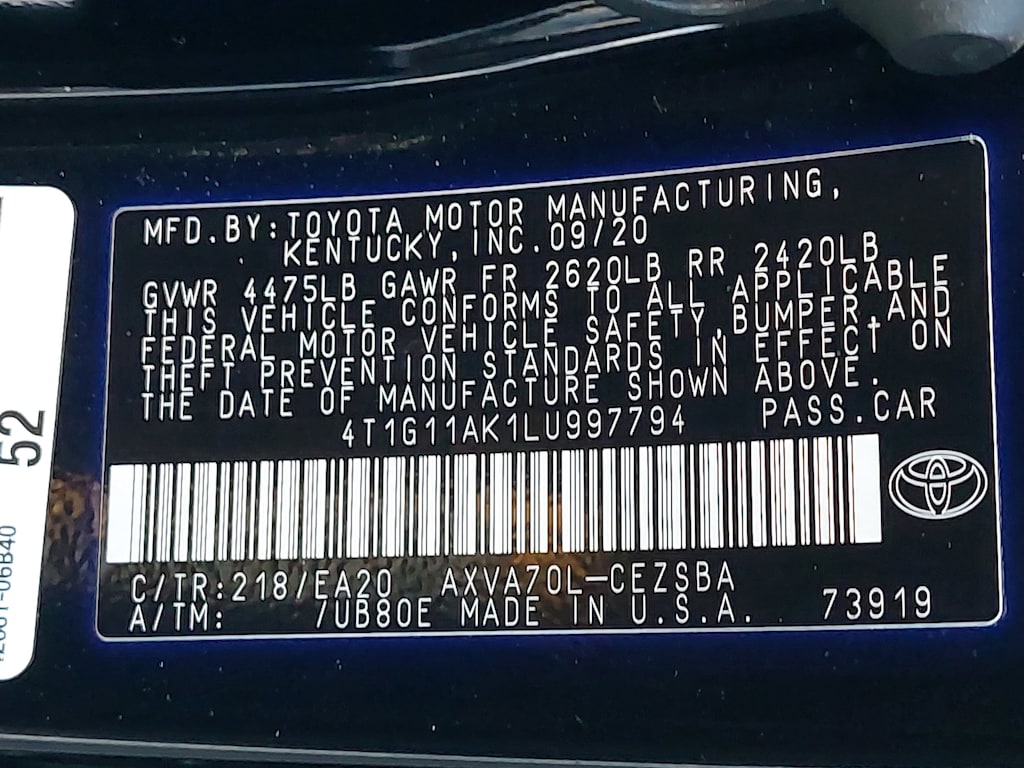 MFD.BY:TOYOTA MOTOR MANUFACTURING,
KENTUCKY, INC. 09/20
GVWR 4475LB GAWR FR 2620LB RR 2420LB
THIS VEHICLE CONFORMS TO ALL APPLICABLE
FEDERAL MOTOR VEHICLE SAFETY,BUMPER,AND
THEFT PREVENTION STANDARDS IN EFFECT ON
THE DATE OF MANUFACTURE SHOWN ABOVE.
4T1G11AK1LU997794 PASS.CAR
C/TR:218/EA20 AXVA70L-CEZSBA
A/TM: /UB80E MADE IN U.S.A. 73919
52